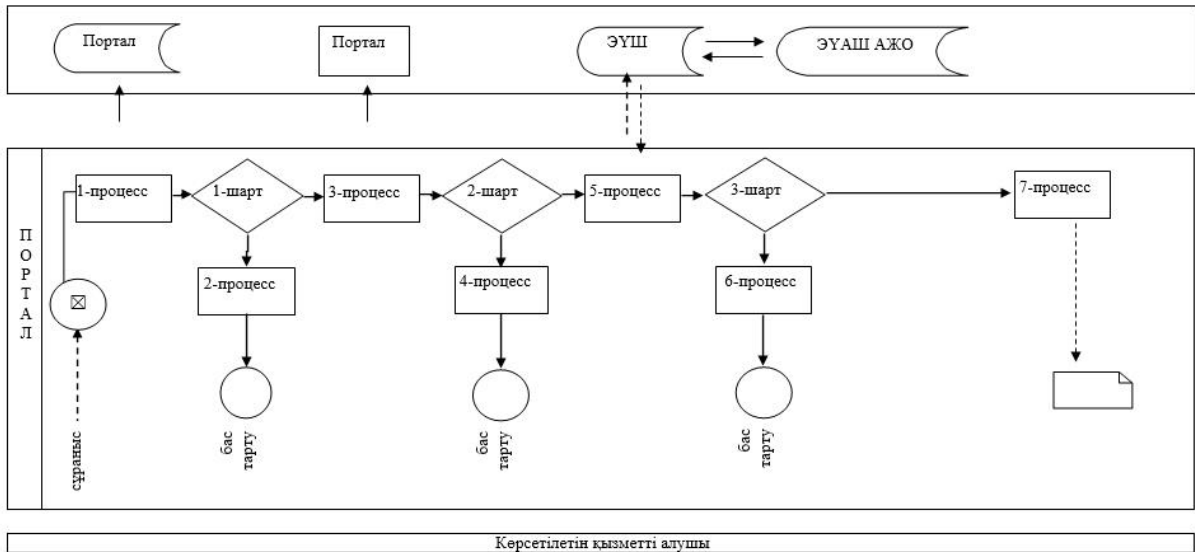 Портал
Портал
ЭҮШ
ЭҮАШ АЖО
ПОРТАЛ
1-процесс
1-шарт
3-процесс
2-шарт
5-процесс
3-шарт
7-процесс
2-процесс
4-процесс
6-процесс
сұраныс
бас
тарту
бас
тарту
бас
тарту
Көрсетілетін қызметті алушы